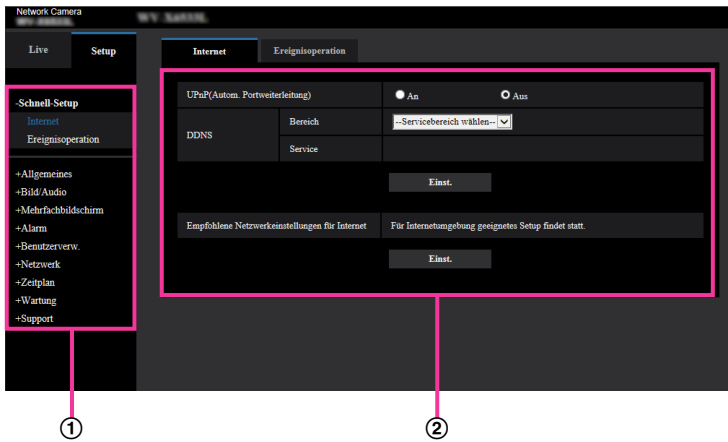 Network Camera
Live
Setup
Internet
Ereignisoperation
-Schnell-Setup
Internet
Ereignisoperation
+Allgemeines
+Bild/Audio
+Mehrfachbildschirm
+Alarm
+Benutzerverw.
+Netzwerk
+Zeitplan
+Wartung
+Support
UPnP(Autom. Portweiterleitung)
An
Aus
DDNS
Bereich
--Servicebereich wählen--
Service
Einst.
Empfohlene Netzwerkeinstellungen für Internet
Für Internetumgebung geeignetes Setup findet statt.
Einst.
①
②